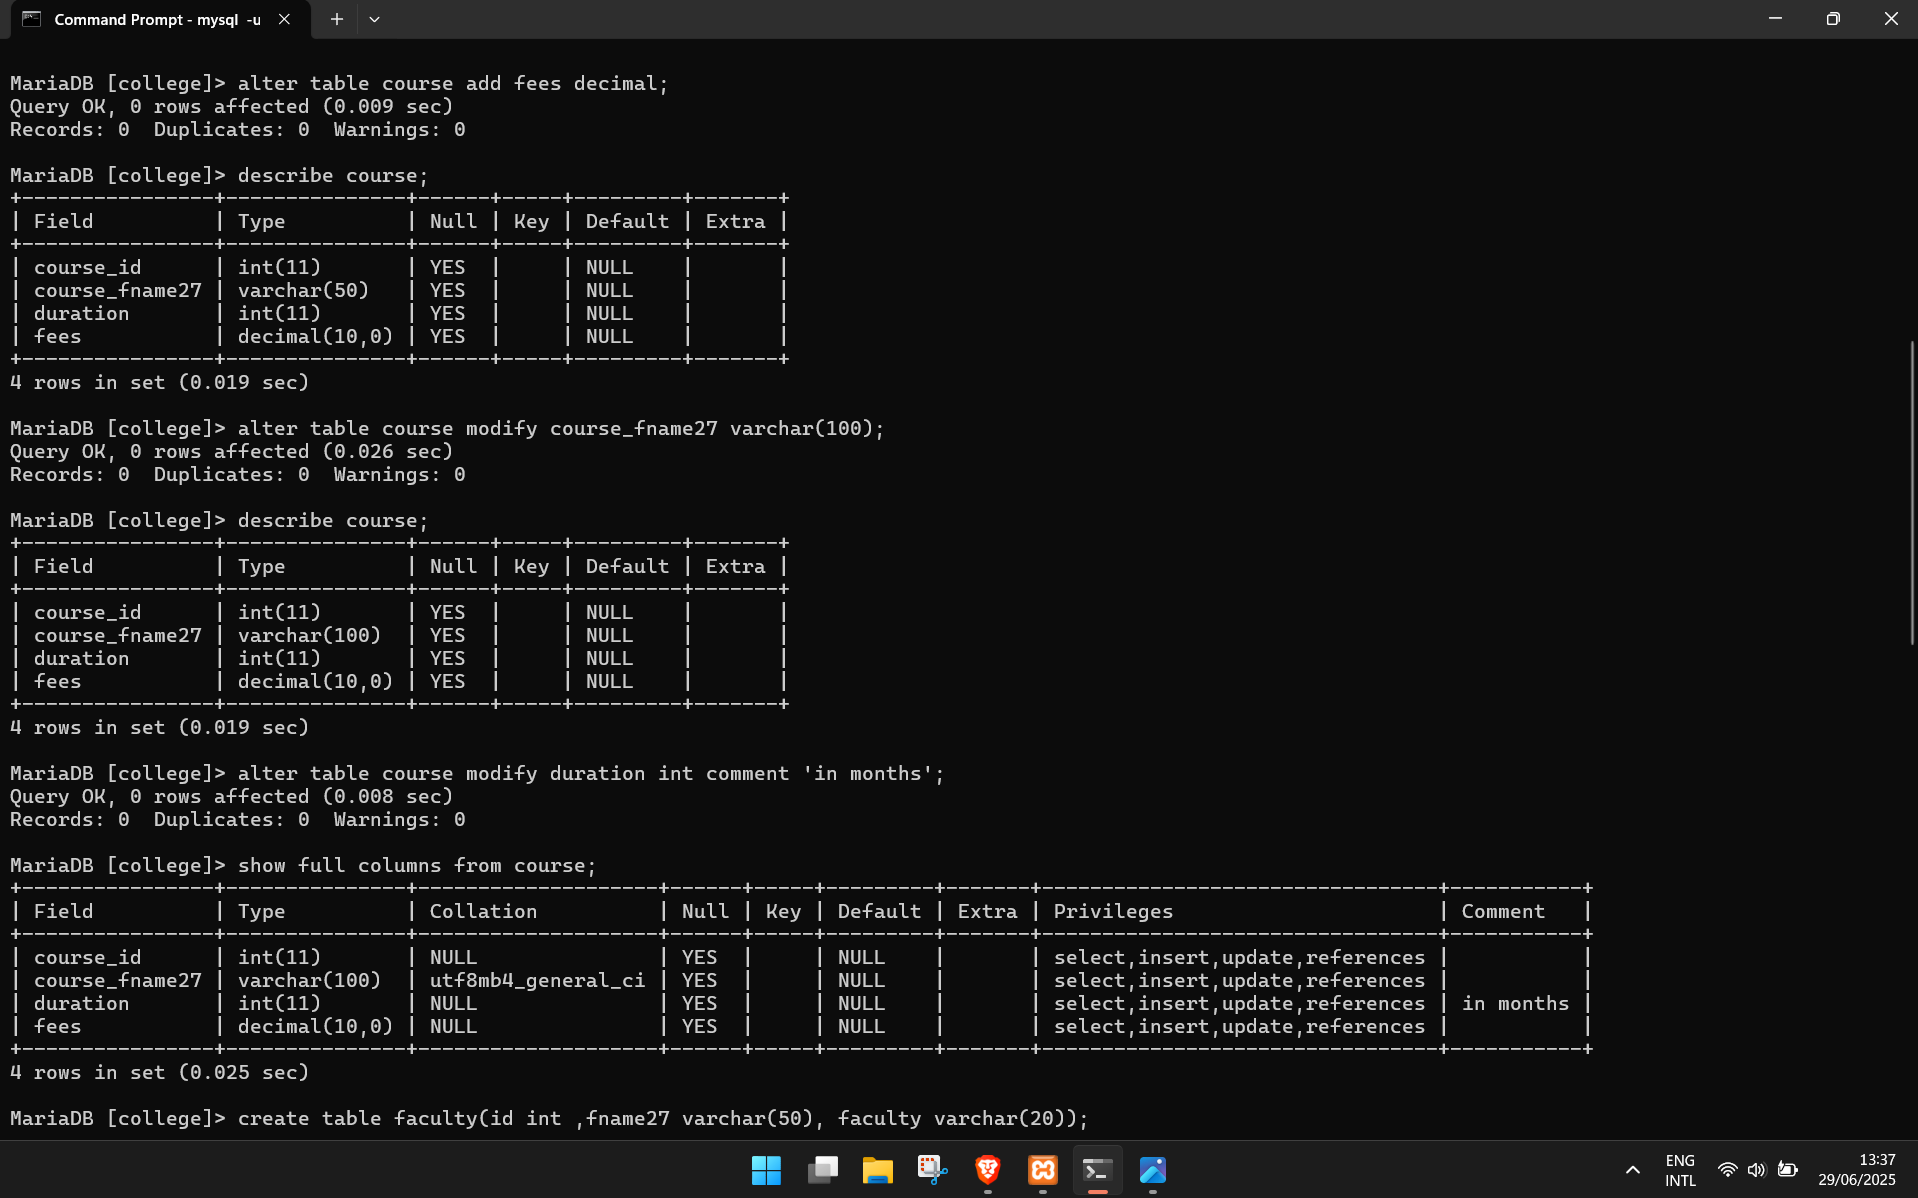 Command Prompt - mysql -u
MariaDB [college]> alter table course add fees decimal;
Query OK, 0 rows affected (0.009 sec)
Records: 0  Duplicates: 0  Warnings: 0
MariaDB [college]> describe course;
+----------------+---------------+------+-----+---------+-------+
| Field          | Type          | Null | Key | Default | Extra |
+----------------+---------------+------+-----+---------+-------+
| course_id      | int(11)       | YES  |     | NULL    |       |
| course_fname27 | varchar(50)   | YES  |     | NULL    |       |
| duration       | int(11)       | YES  |     | NULL    |       |
| fees           | decimal(10,0) | YES  |     | NULL    |       |
+----------------+---------------+------+-----+---------+-------+
4 rows in set (0.019 sec)
MariaDB [college]> alter table course modify course_fname27 varchar(100);
Query OK, 0 rows affected (0.026 sec)
Records: 0  Duplicates: 0  Warnings: 0
MariaDB [college]> describe course;
+----------------+---------------+------+-----+---------+-------+
| Field          | Type          | Null | Key | Default | Extra |
+----------------+---------------+------+-----+---------+-------+
| course_id      | int(11)       | YES  |     | NULL    |       |
| course_fname27 | varchar(100)  | YES  |     | NULL    |       |
| duration       | int(11)       | YES  |     | NULL    |       |
| fees           | decimal(10,0) | YES  |     | NULL    |       |
+----------------+---------------+------+-----+---------+-------+
4 rows in set (0.019 sec)
MariaDB [college]> alter table course modify duration int comment 'in months';
Query OK, 0 rows affected (0.008 sec)
Records: 0  Duplicates: 0  Warnings: 0
MariaDB [college]> show full columns from course;
+----------------+---------------+--------------------+------+-----+---------+-------+---------------------------------+-----------+
| Field          | Type          | Collation          | Null | Key | Default | Extra | Privileges                      | Comment   |
+----------------+---------------+--------------------+------+-----+---------+-------+---------------------------------+-----------+
| course_id      | int(11)       | NULL               | YES  |     | NULL    |       | select,insert,update,references |           |
| course_fname27 | varchar(100)  | utf8mb4_general_ci | YES  |     | NULL    |       | select,insert,update,references |           |
| duration       | int(11)       | NULL               | YES  |     | NULL    |       | select,insert,update,references | in months |
| fees           | decimal(10,0) | NULL               | YES  |     | NULL    |       | select,insert,update,references |           |
+----------------+---------------+--------------------+------+-----+---------+-------+---------------------------------+-----------+
4 rows in set (0.025 sec)
MariaDB [college]> create table faculty(id int ,fname27 varchar(50), faculty varchar(20));
ENG
INTL
13:37
29/06/2025